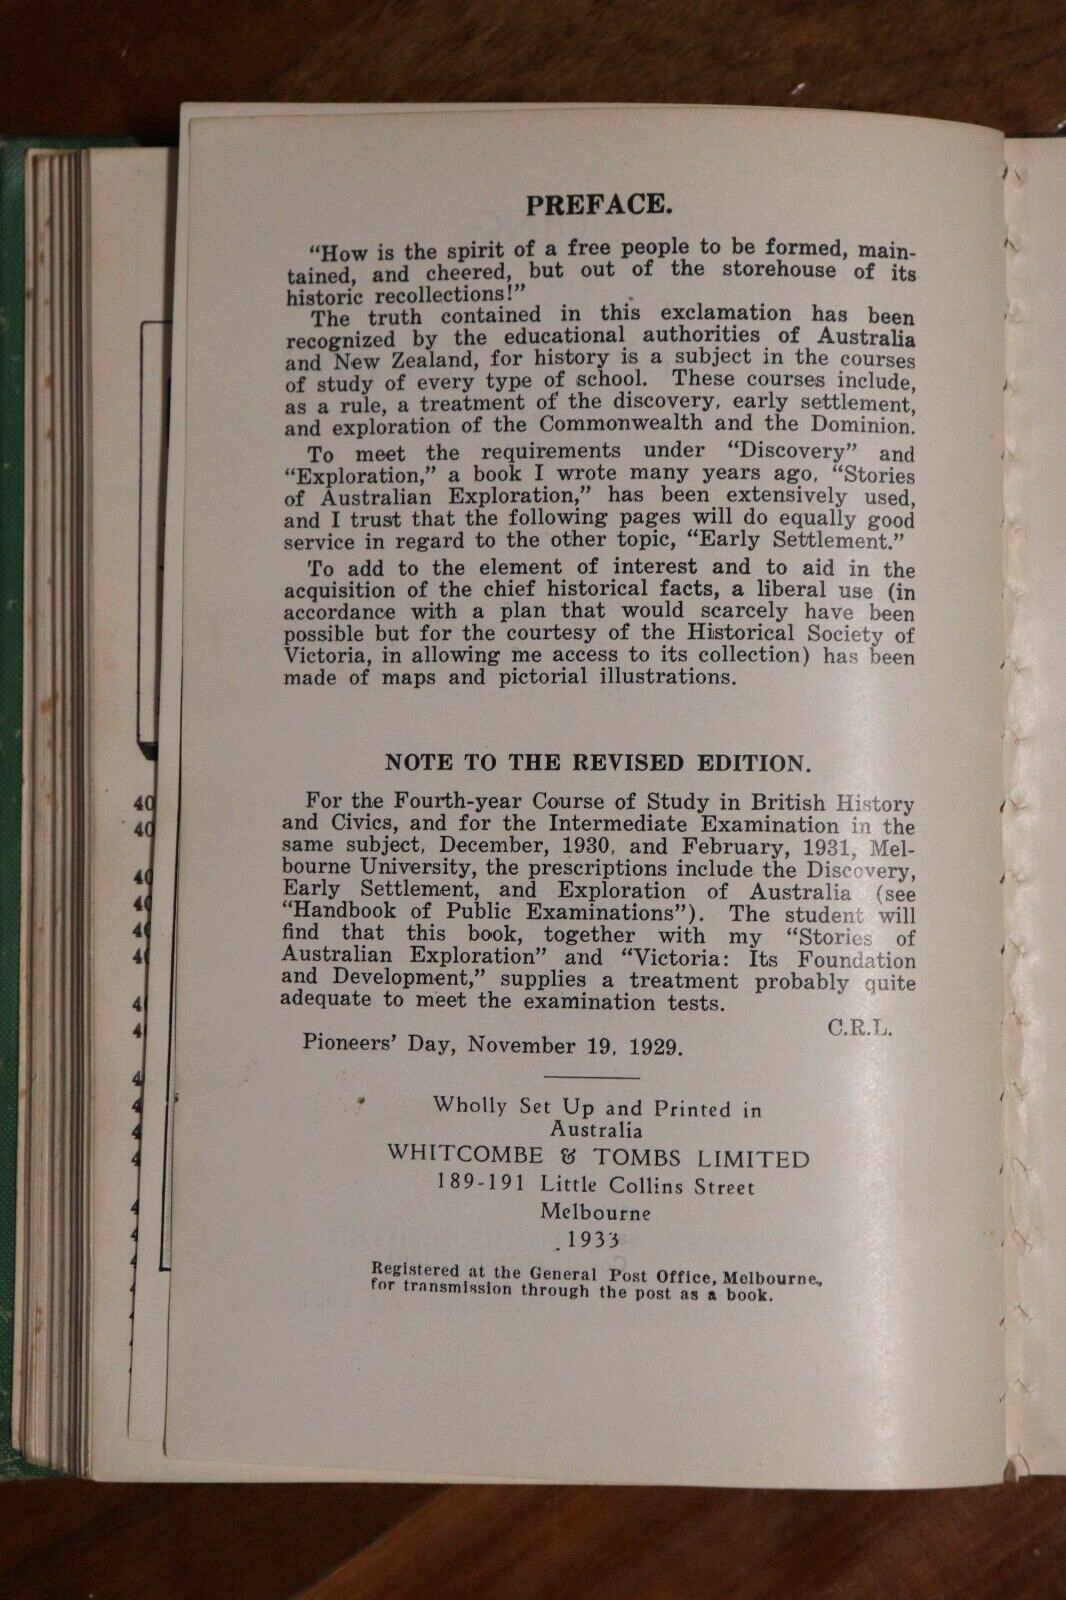 PREFACE.
“How is the spirit of a free people to be formed, main-
tained, and cheered, but out of the storehouse of its
historic recollections!”
The truth contained in this exclamation has been
recognized by the educational authorities of Australia
and New Zealand, for history is a subject in the courses
of study of every type of school. These courses include,
as a rule, a treatment of the discovery, early settlement,
and exploration of the Commonwealth and the Dominion.
To meet the requirements under “Discovery” and
“Exploration,” a book I wrote many years ago, “Stories
of Australian Exploration,” has been extensively used,
and I trust that the following pages will do equally good
service in regard to the other topic, “Early Settlement.”
To add to the element of interest and to aid in the
acquisition of the chief historical facts, a liberal use (in
accordance with a plan that would scarcely have been
possible but for the courtesy of the Historical Society of
Victoria, in allowing me access to its collection) has been
made of maps and pictorial illustrations.
NOTE TO THE REVISED EDITION.
For the Fourth-year Course of Study in British History
and Civics, and for the Intermediate Examination in the
same subject, December, 1930, and February, 1931, Mel-
bourne University, the prescriptions include the Discovery,
Early Settlement, and Exploration of Australia (see
“Handbook of Public Examinations”). The student will
find that this book, together with my “Stories of
Australian Exploration” and “Victoria: Its Foundation
and Development,” supplies a treatment probably quite
adequate to meet the examination tests.
C.R.L.
Pioneers’ Day, November 19, 1929.
Wholly Set Up and Printed in
Australia
WHITCOMBE & TOMBS LIMITED
189-191 Little Collins Street
Melbourne
1933
Registered at the General Post Office, Melbourne,
for transmission through the post as a book.